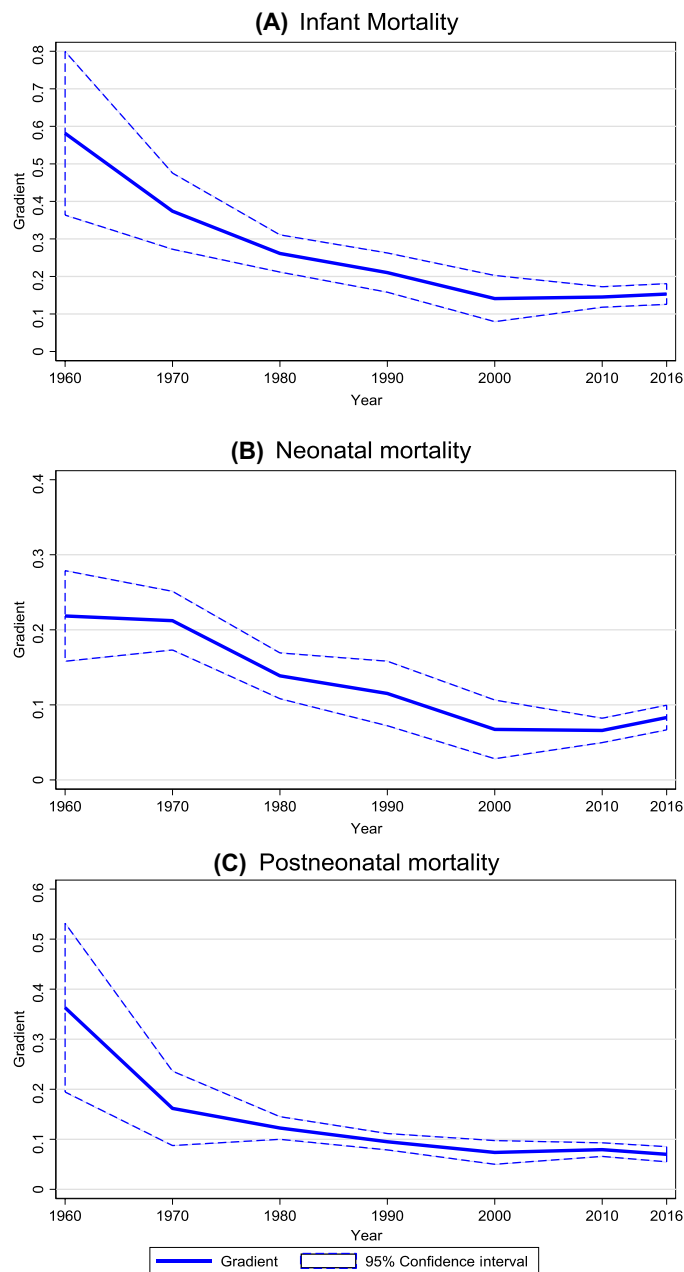 (A) Infant Mortality
0.8
0.7
0.6
0.5
0.4
0.3
0.2
0.1
0
Gradient
1960 1970 1980 1990 2000 2010 2016
Year
(B) Neonatal mortality
0.4
0.3
0.2
0.1
0
Gradient
1960 1970 1980 1990 2000 2010 2016
Year
(C) Postneonatal mortality
0.6
0.5
0.4
0.3
0.2
0.1
0
Gradient
1960 1970 1980 1990 2000 2010 2016
Year
Gradient 95% Confidence interval